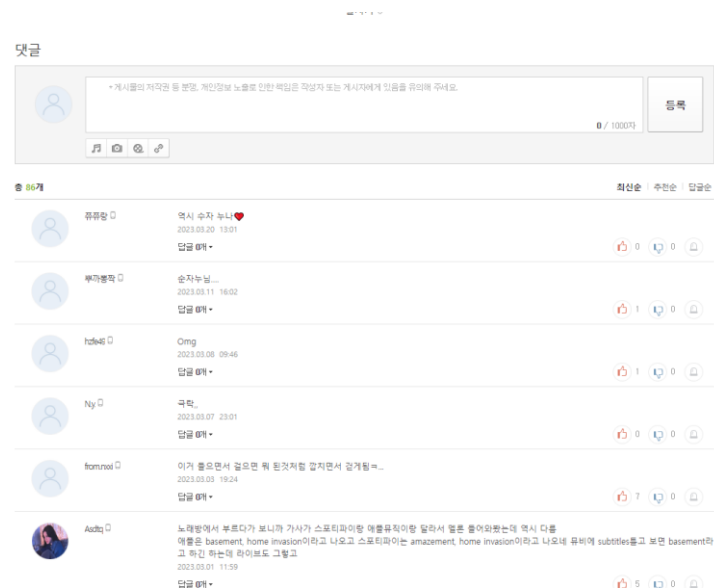 댓글
* 게시물의 저작권 등 분쟁, 개인정보 노출로 인한 책임은 작성자 또는 게시자에게 있음을 유의해 주세요.
등록
0 / 1000자
총 86개
최신순 추천순 답글순
쮸쮸랑
역시 수자 누나❤
2023.03.20 13:01
답글 0개
0 0
뿌까뽕짝
순자누님....
2023.03.11 16:02
답글 0개
1 0
hzfe46
Omg
2023.03.08 09:46
답글 0개
1 0
N.y
극락,,
2023.03.07 23:01
답글 0개
0 0
from.nxxi
이거 들으면서 걸으면 뭐 된것처럼 깝치면서 걷게됨ㅋ...
2023.03.03 19:24
답글 0개
7 0
Asdttq
노래방에서 부르다가 보니까 가사가 스포티파이랑 애플뮤직이랑 달라서 멜론 들어와봤는데 역시 다름
애플은 basement, home invasion이라고 나오고 스포티파이는 amazement, home invasion이라고 나오네 뮤비에 subtitles틀고 보면 basement라
고 하긴 하는데 라이브도 그렇고
2023.03.01 11:59
답글 0개
5 0